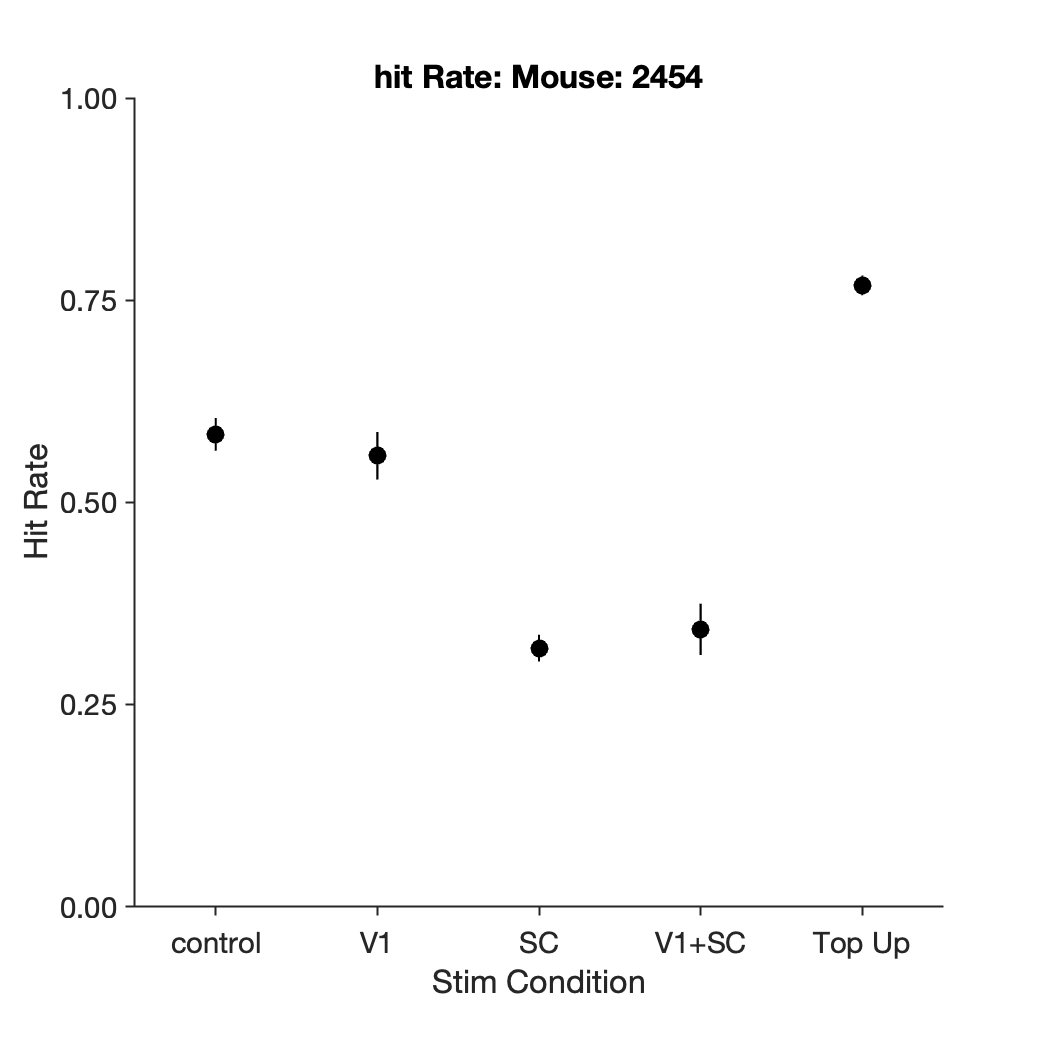 hit Rate: Mouse: 2454
1.00
0.75
0.50
0.25
0.00
Hit Rate
control V1 SC V1+SC Top Up
Stim Condition